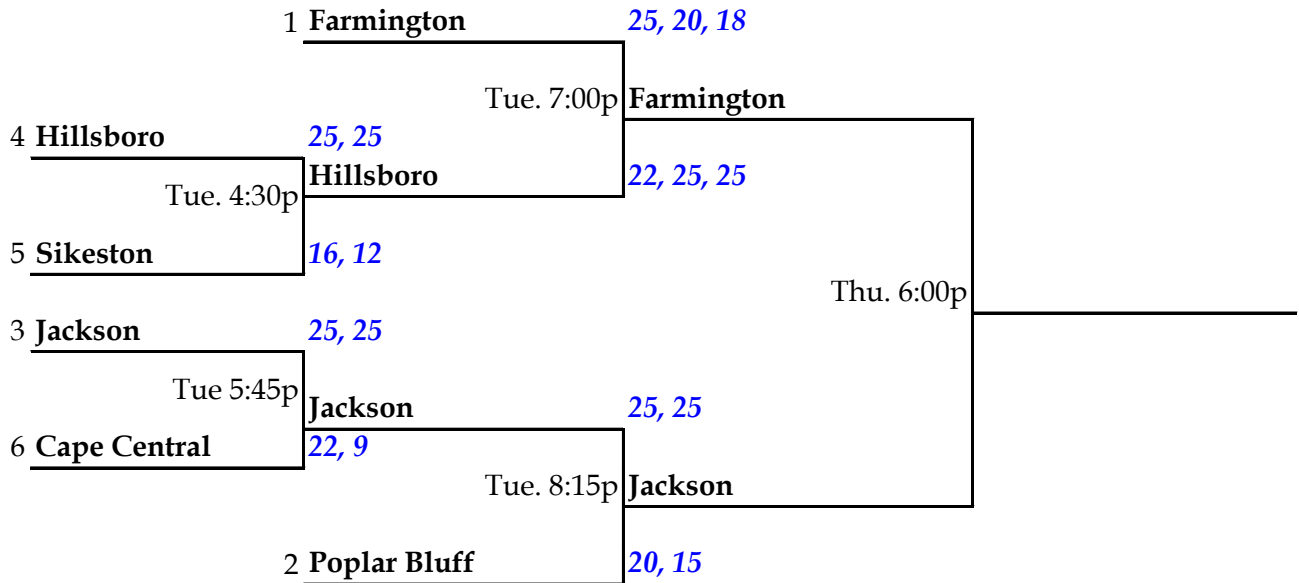 1 Farmington 25, 20, 18
Tue. 7:00p Farmington
4 Hillsboro 25, 25
Hillsboro 22, 25, 25
Tue. 4:30p
5 Sikeston 16, 12
Thu. 6:00p
3 Jackson 25, 25
Tue 5:45p
Jackson 25, 25
6 Cape Central 22, 9
Tue. 8:15p Jackson
2 Poplar Bluff 20, 15